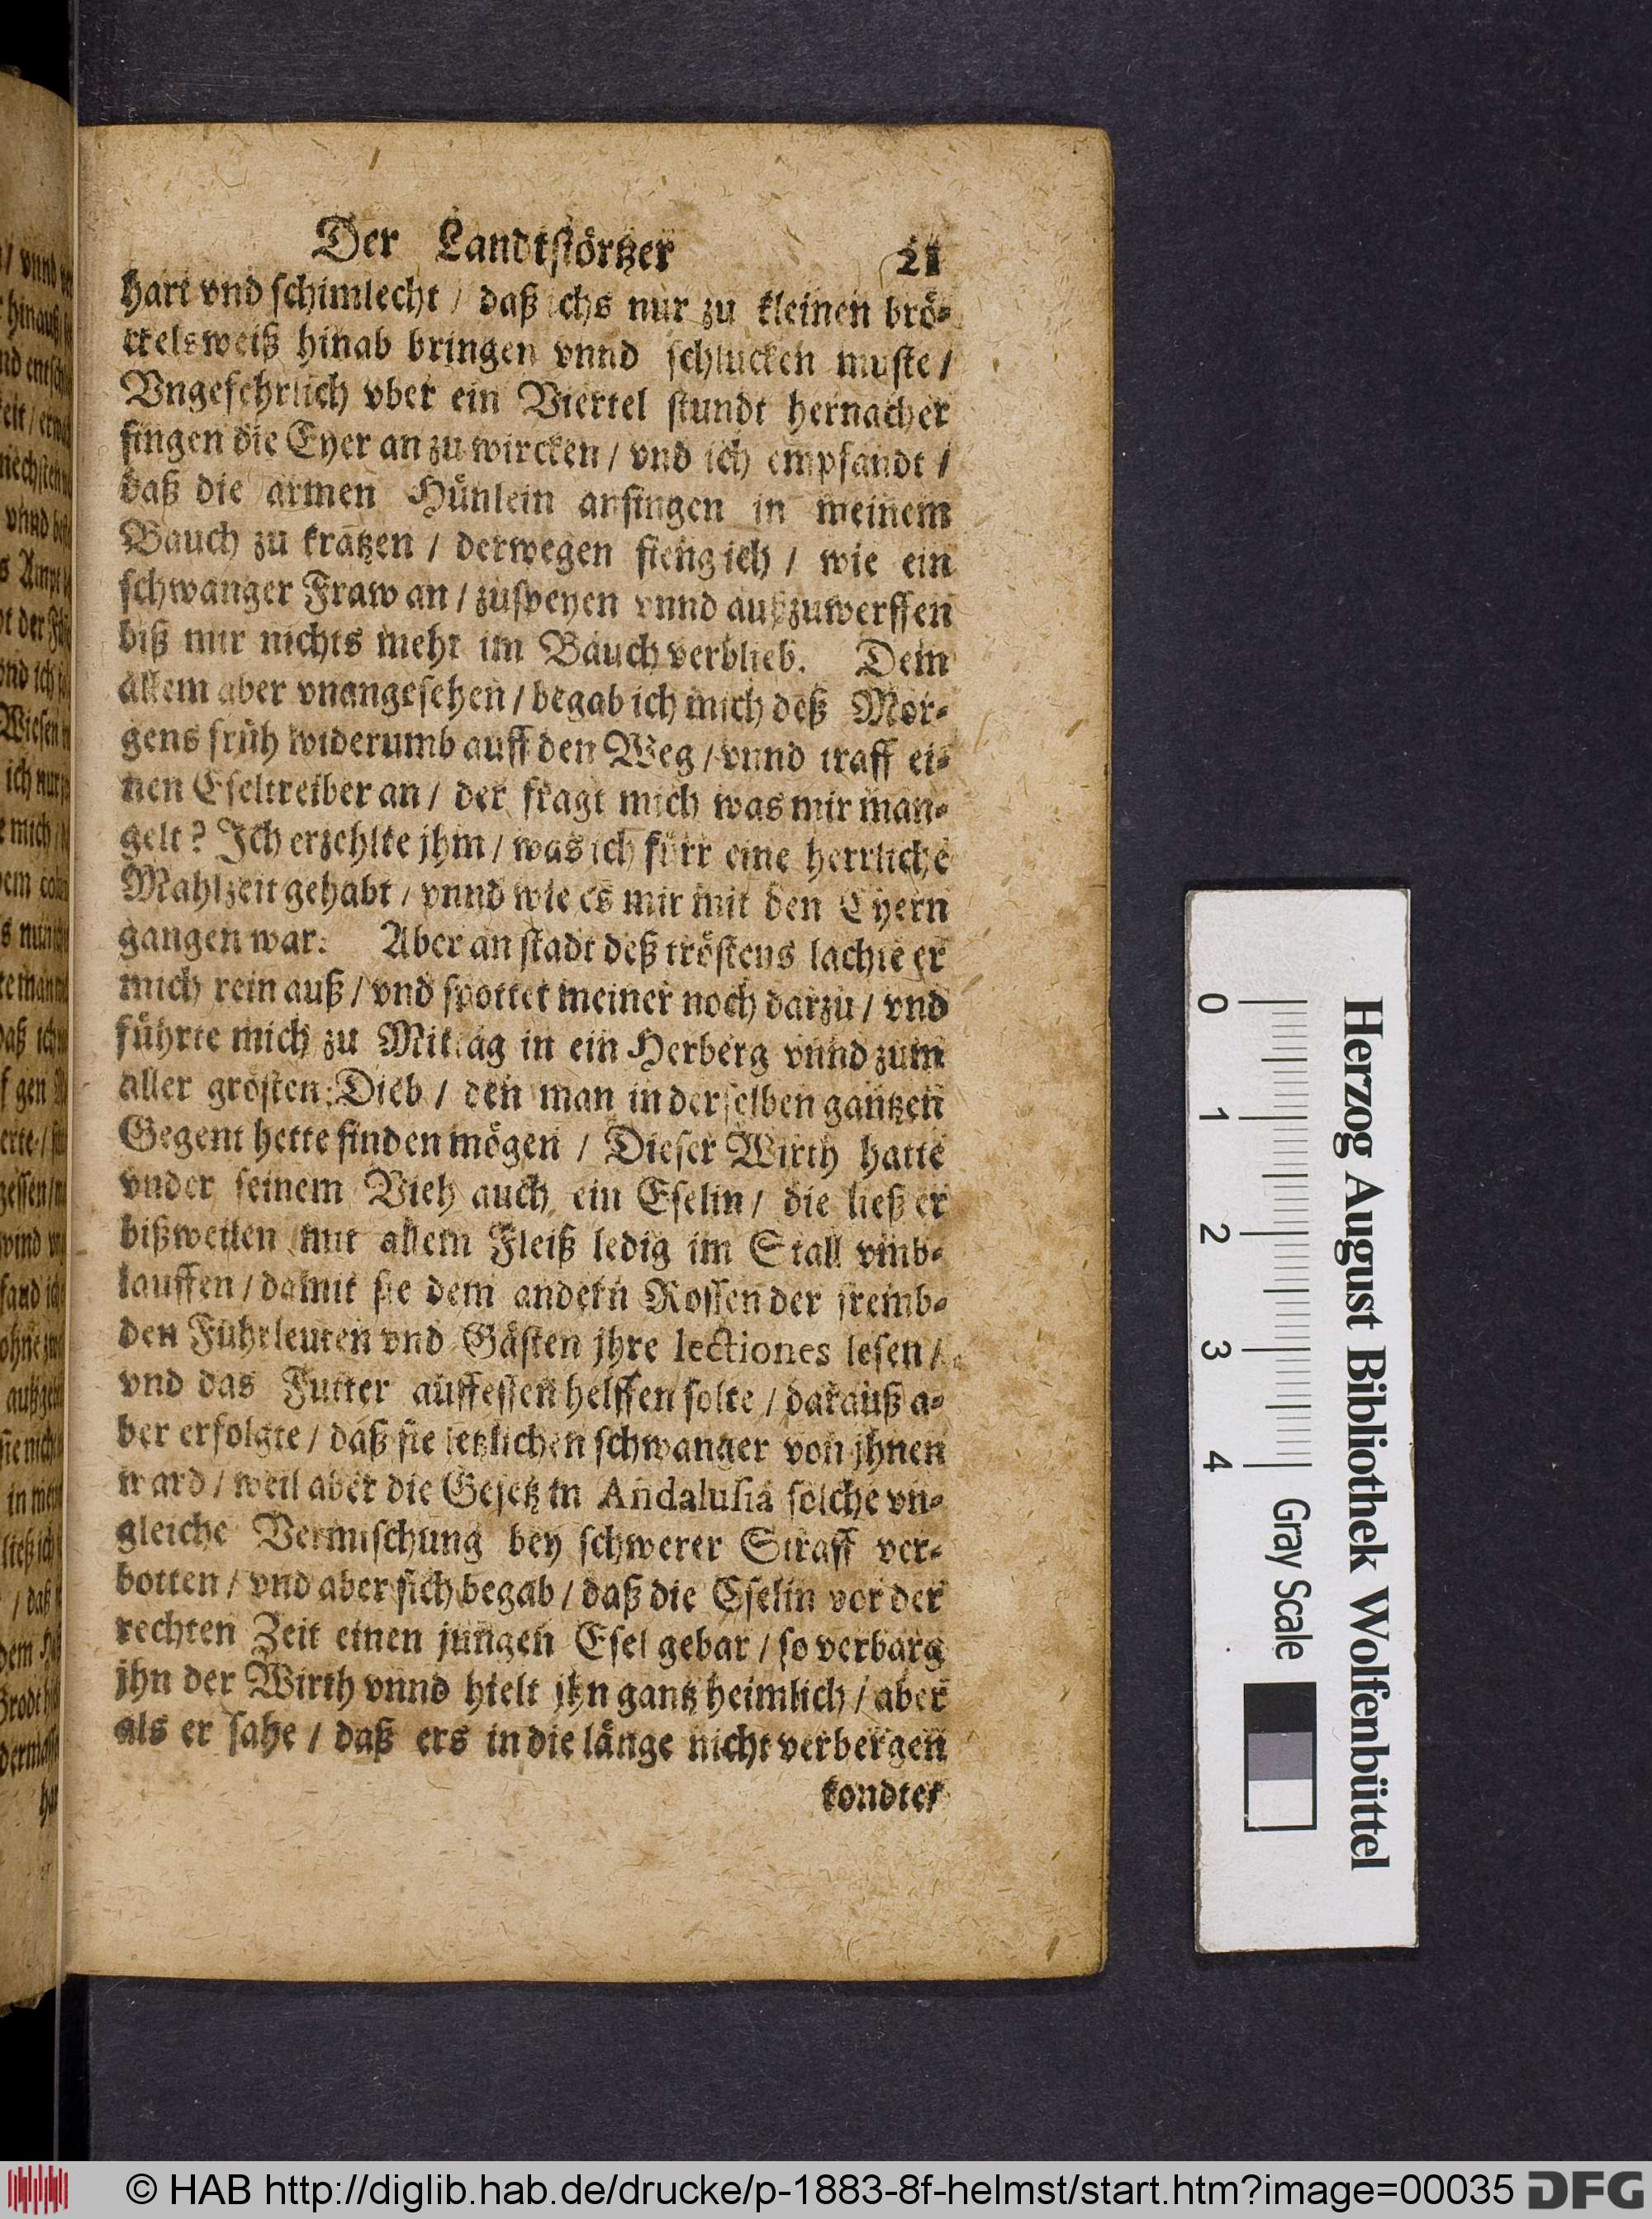 Der Landtstörtzer 21
hart vnd schimlecht / daß ichs nur zu kleinen brö-
ckelsweiß hinab bringen vnnd schlucken muste /
Vngefehrlich vber ein Viertel stundt hernacher
fingen die Eyer an zu wircken / vnd ich empfandt /
daß die armen Hünlein anfingen in meinem
Bauch zu kratzen / derwegen fieng ich / wie ein
schwanger Fraw an / zuspeyen vnnd außzuwerffen
biß mir nichts mehr im Bauch verblieb. Dem
allem aber vnangesehen / begab ich mich deß Mor-
gens früh widerumb auff den Weg / vnnd traff ei-
nen Eseltreiber an / der fragt mich was mir man-
gelt? Ich erzehlte jhm / was ich fürr eine herrliche
Mahlzeit gehabt / vnnd wie es mir mit den Eyern
gangen war: Aber an stadt deß tröstens lachte er
mich rein auß / vnd spottet meiner noch darzu / vnd
führte mich zu Mittag in ein Herberg vnnd zum
aller grösten Dieb / den man in derselben gantzen
Gegent hette finden mögen / Dieser Wirth hatte
vnder seinem Vieh auch ein Eselin / die ließ er
bißweilen mit allem Fleiß ledig im Stall vmb-
lauffen / damit sie dem andern Rossen der fremb-
den Fuhrleuten vnd Gästen jhre lectiones lesen /
vnd das Futter auffessen helffen solte / darauß a-
ber erfolgte / daß sie letzlichen schwanger von jhnen
ward / weil aber die Gesetz in Andalusia solche vn-
gleiche Vermischung bey schwerer Straff ver-
botten / vnd aber sich begab / daß die Eselin vor der
rechten Zeit einen jungen Esel gebar / so verbarg
jhn der Wirth vnnd hielt jhn gantz heimlich / aber
als er sahe / daß ers in die länge nicht verbergen
kondte /
Herzog August Bibliothek Wolfenbüttel
0 1 2 3 4 Gray Scale
© HAB http://diglib.hab.de/drucke/p-1883-8f-helmst/start.htm?image=00035 DFG